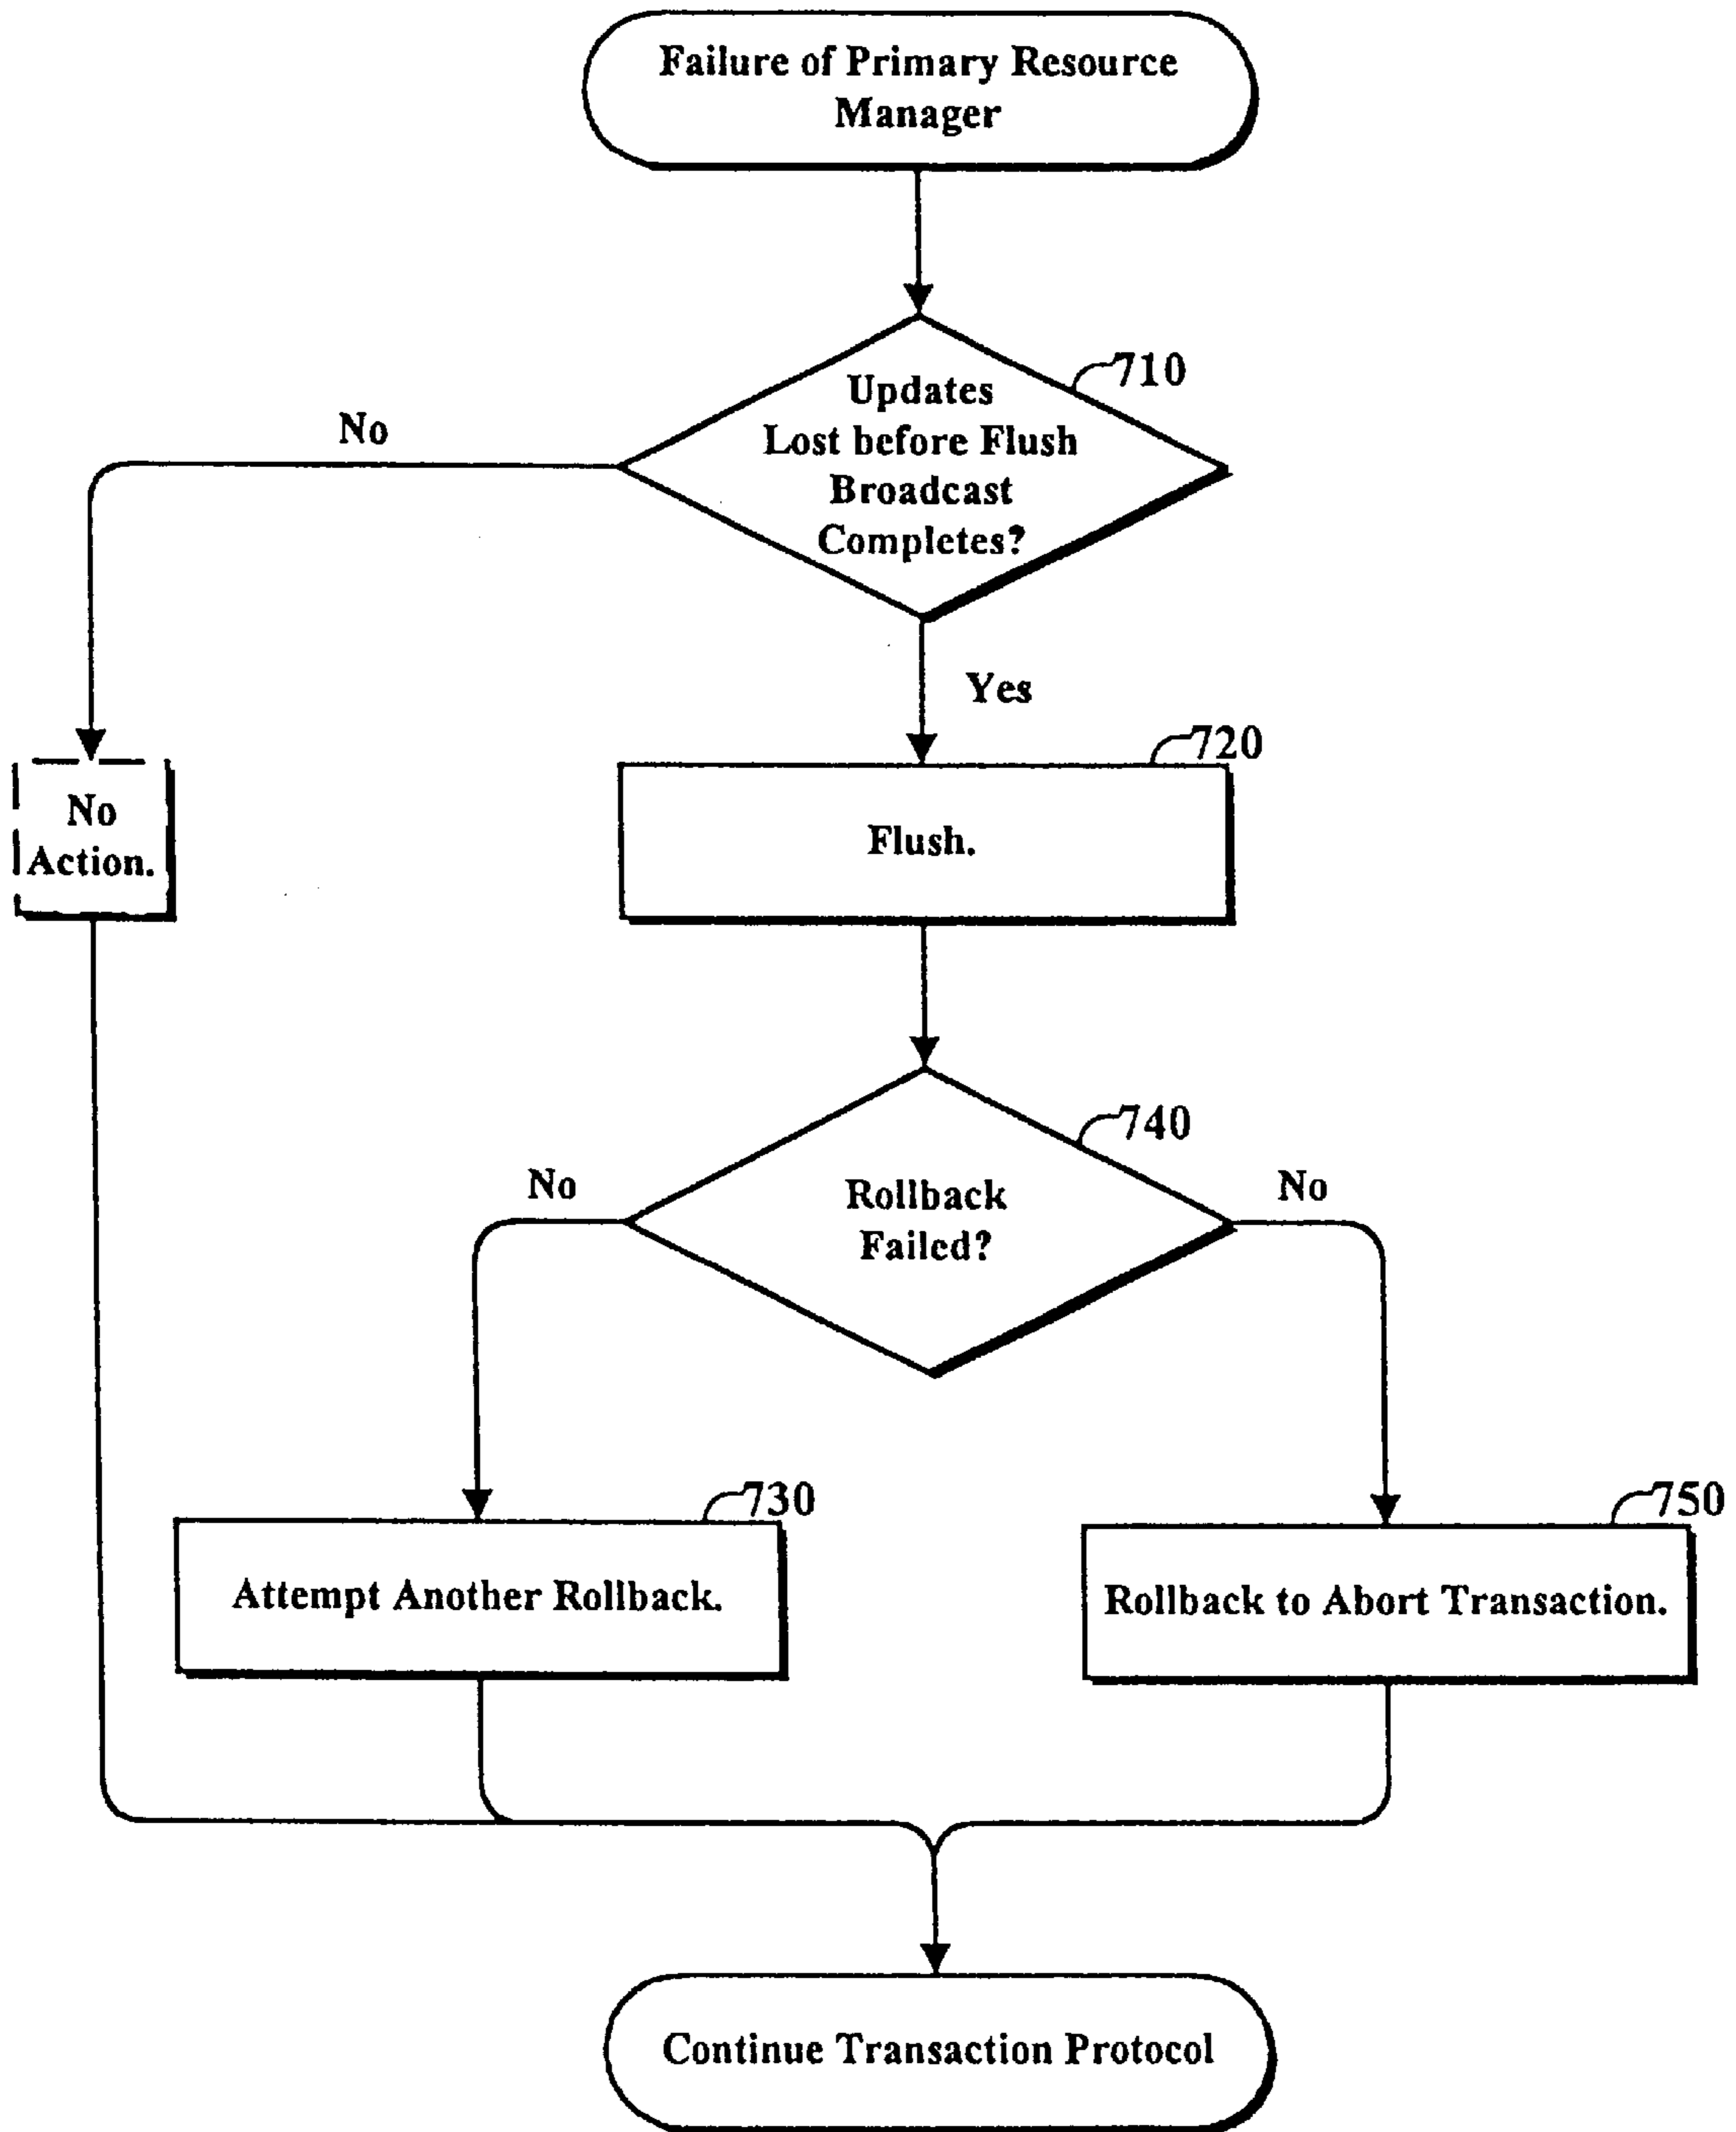 Failure of Primary Resource
Manager
710
Updates
Lost before Flush
Broadcast
Completes?
No
Yes
720
No
Action.
Flush.
740
No
Rollback
Failed?
No
730
Attempt Another Rollback.
750
Rollback to Abort Transaction.
Continue Transaction Protocol